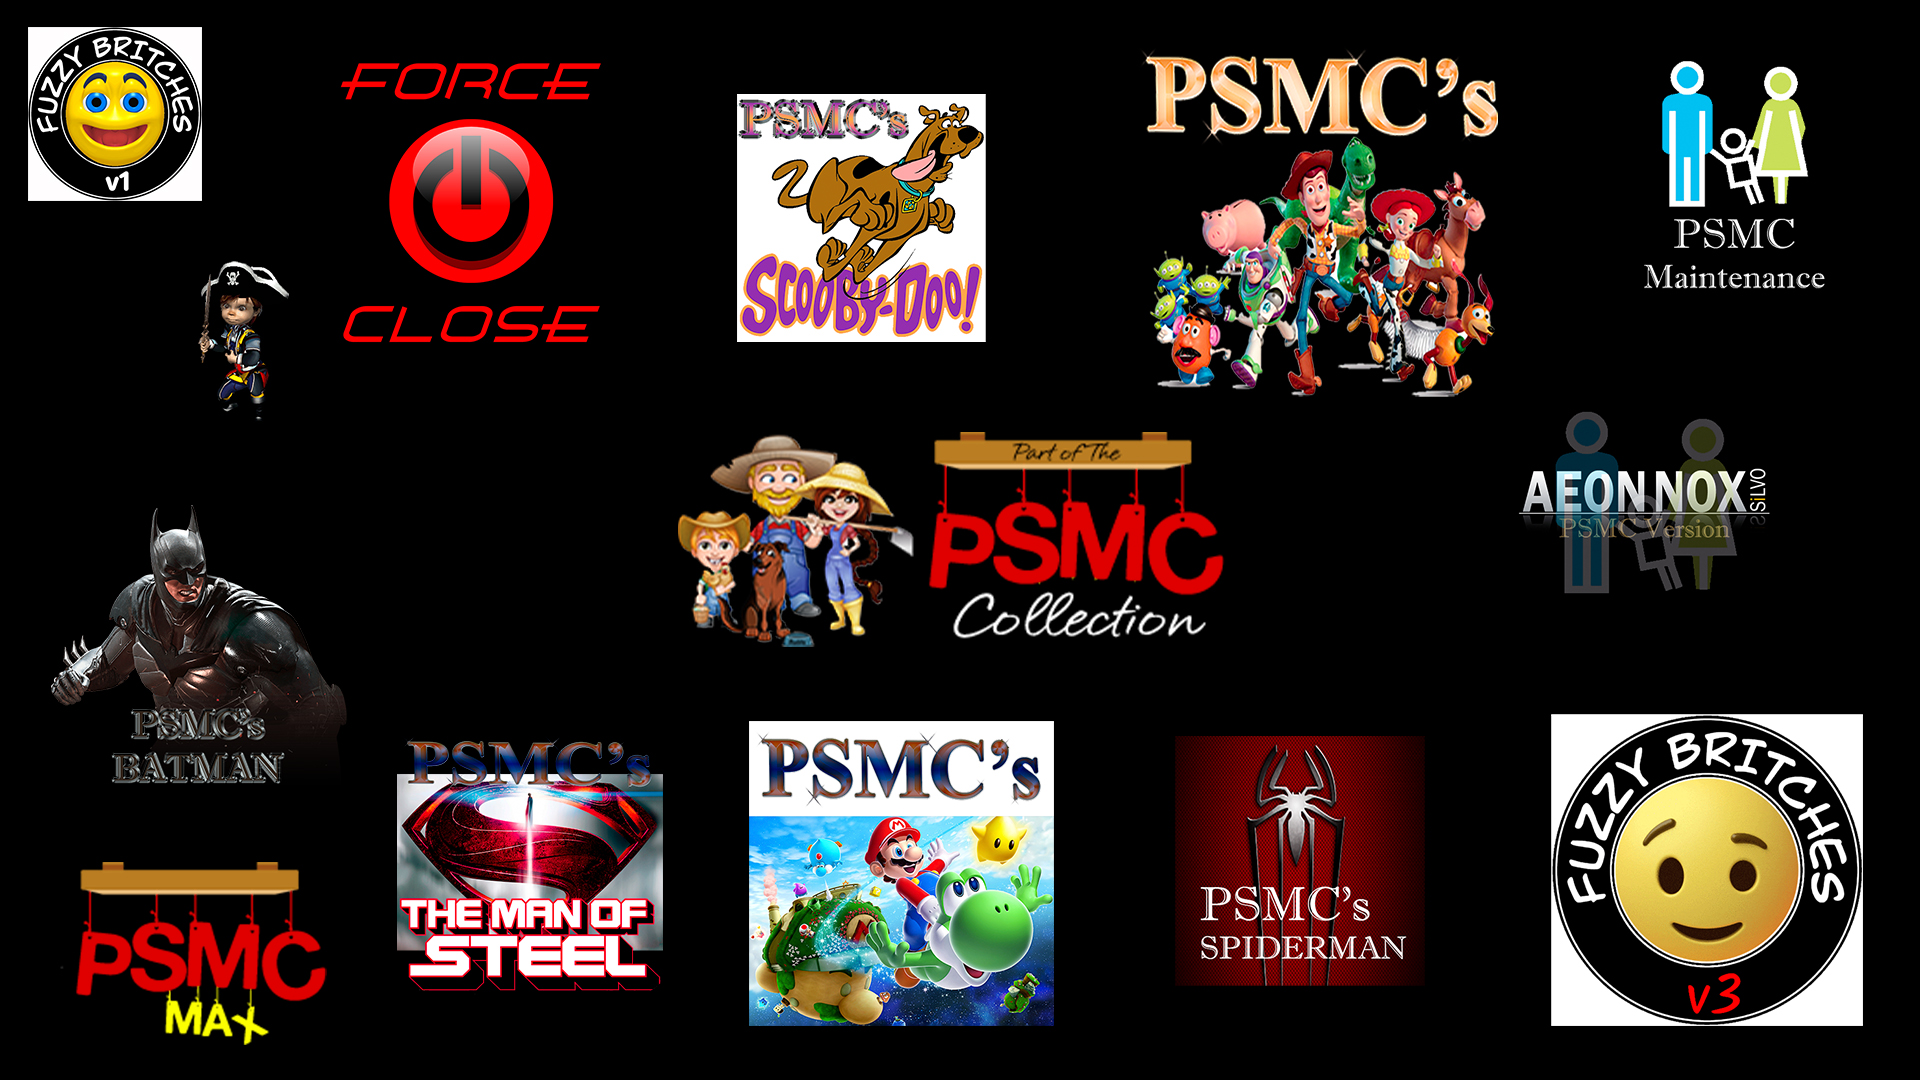 FUZZY BRITCHES
v1
FORCE
CLOSE
PSMC's
SCOOBY-DOO!
PSMC's
PSMC
Maintenance
Part of The
PSMC
Collection
AEON NOX
SiLVO
PSMC Version
PSMC's
BATMAN
PSMC
MAX
PSMC's
THE MAN OF
STEEL
PSMC's
M
PSMC's
SPIDERMAN
FUZZY BRITCHES
v3